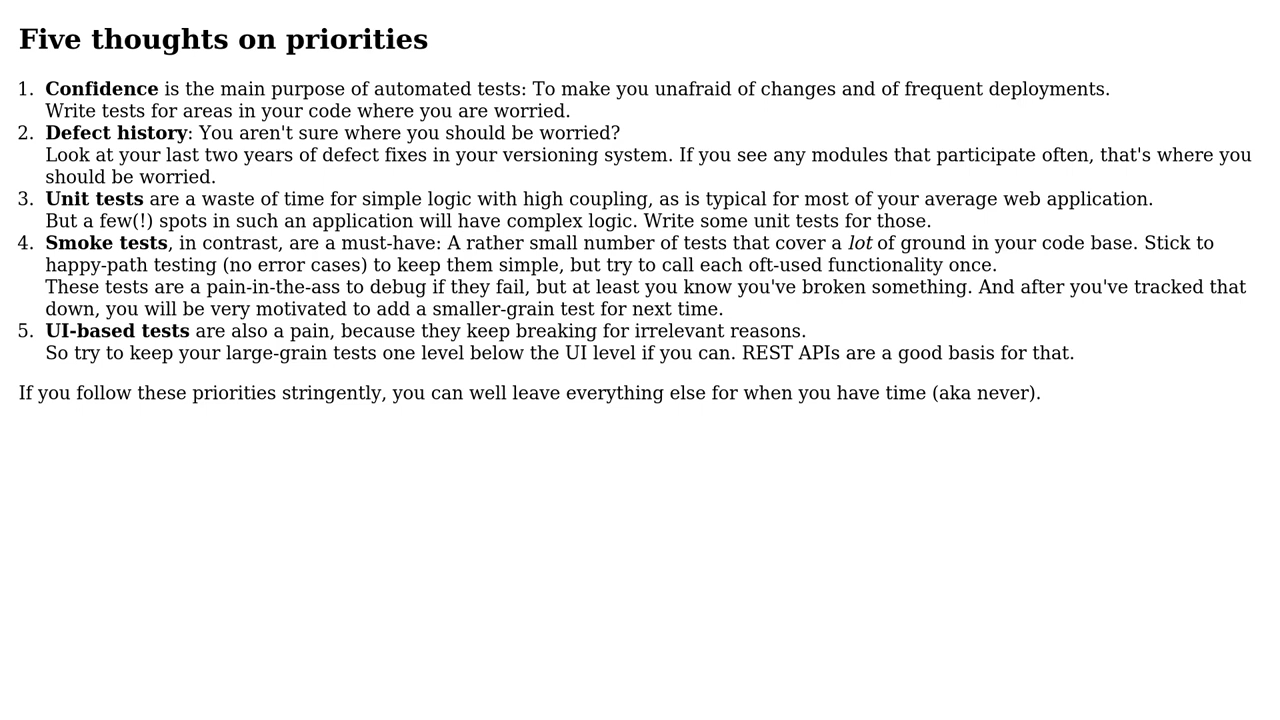 Five thoughts on priorities
1. Confidence is the main purpose of automated tests: To make you unafraid of changes and of frequent deployments.
Write tests for areas in your code where you are worried.
2. Defect history: You aren't sure where you should be worried?
Look at your last two years of defect fixes in your versioning system. If you see any modules that participate often, that's where you
should be worried.
3. Unit tests are a waste of time for simple logic with high coupling, as is typical for most of your average web application.
But a few(!) spots in such an application will have complex logic. Write some unit tests for those.
4. Smoke tests, in contrast, are a must-have: A rather small number of tests that cover a lot of ground in your code base. Stick to
happy-path testing (no error cases) to keep them simple, but try to call each oft-used functionality once.
These tests are a pain-in-the-ass to debug if they fail, but at least you know you've broken something. And after you've tracked that
down, you will be very motivated to add a smaller-grain test for next time.
5. UI-based tests are also a pain, because they keep breaking for irrelevant reasons.
So try to keep your large-grain tests one level below the UI level if you can. REST APIs are a good basis for that.
If you follow these priorities stringently, you can well leave everything else for when you have time (aka never).